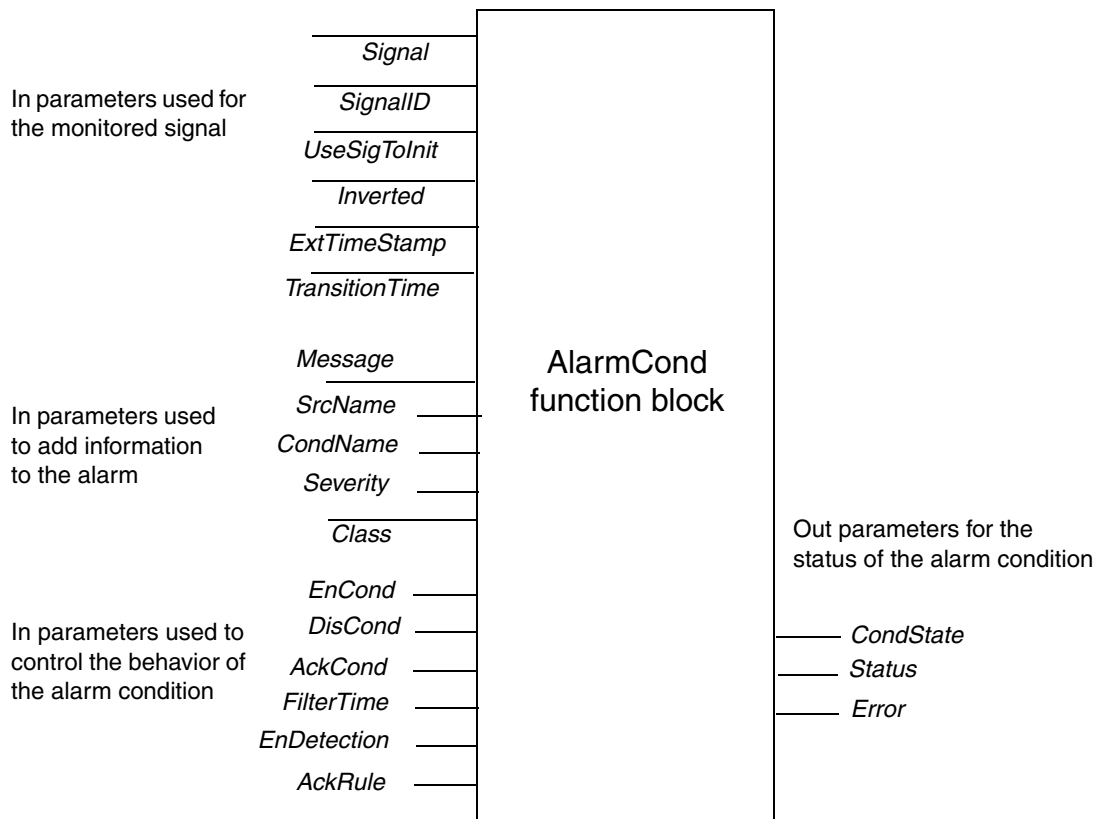 Signal
In parameters used for
the monitored signal
SignalID
UseSigToInit
Inverted
ExtTimeStamp
TransitionTime
Message
AlarmCond
function block
In parameters used
to add information
to the alarm
SrcName
CondName
Severity
Class
Out parameters for the
status of the alarm condition
EnCond
In parameters used to
control the behavior of
the alarm condition
DisCond
AckCond
FilterTime
EnDetection
AckRule
CondState
Status
Error